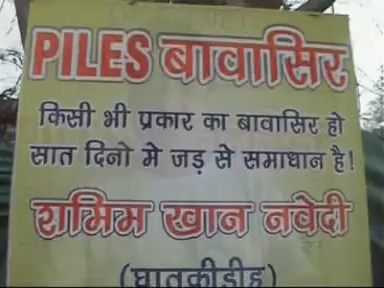 PILES बावासिर
किसी भी प्रकार का बावासिर हो
सात दिनो मे जड़ से समाधान है!
शमिम खान नवेदी
(घातकीडीह)